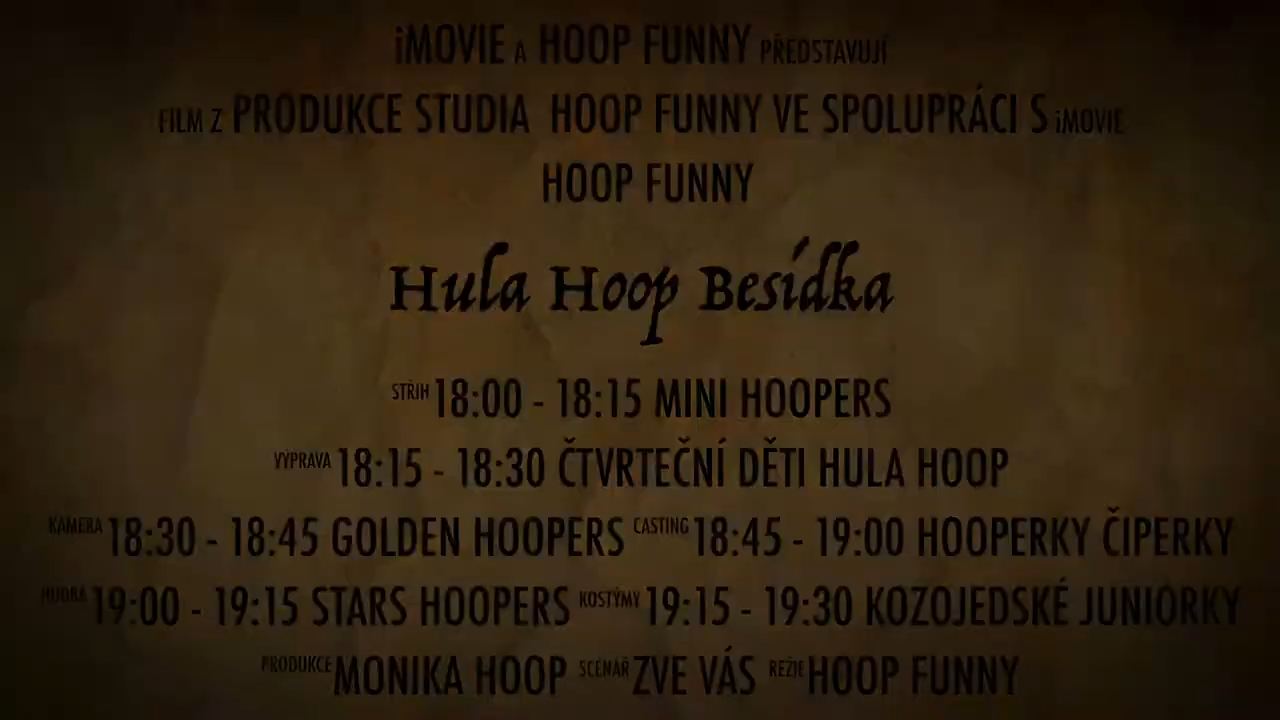 iMOVIE A HOOP FUNNY PŘEDSTAVUJÍ
FILM Z PRODUKCE STUDIA HOOP FUNNY VE SPOLUPRÁCI S iMOVIE
HOOP FUNNY
Hula Hoop Besídka
STŘIH 18:00 - 18:15 MINI HOOPERS
VÝPRAVA 18:15 - 18:30 ČTVRTEČNÍ DĚTI HULA HOOP
KAMERA 18:30 - 18:45 GOLDEN HOOPERS CASTING 18:45 - 19:00 HOOPERKY ČIPERKY
HUDBA 19:00 - 19:15 STARS HOOPERS KOSTÝMY 19:15 - 19:30 KOZOJEDSKÉ JUNIORKY
PRODUKCE MONIKA HOOP SCÉNÁŘ ZVE VÁS REŽIE HOOP FUNNY